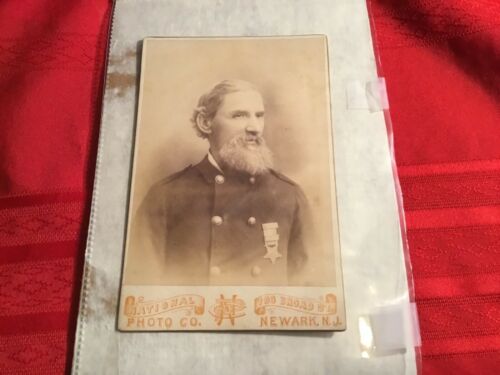 NATIONAL
PHOTO CO.
BROAD ST.
NEWARK, N.J.